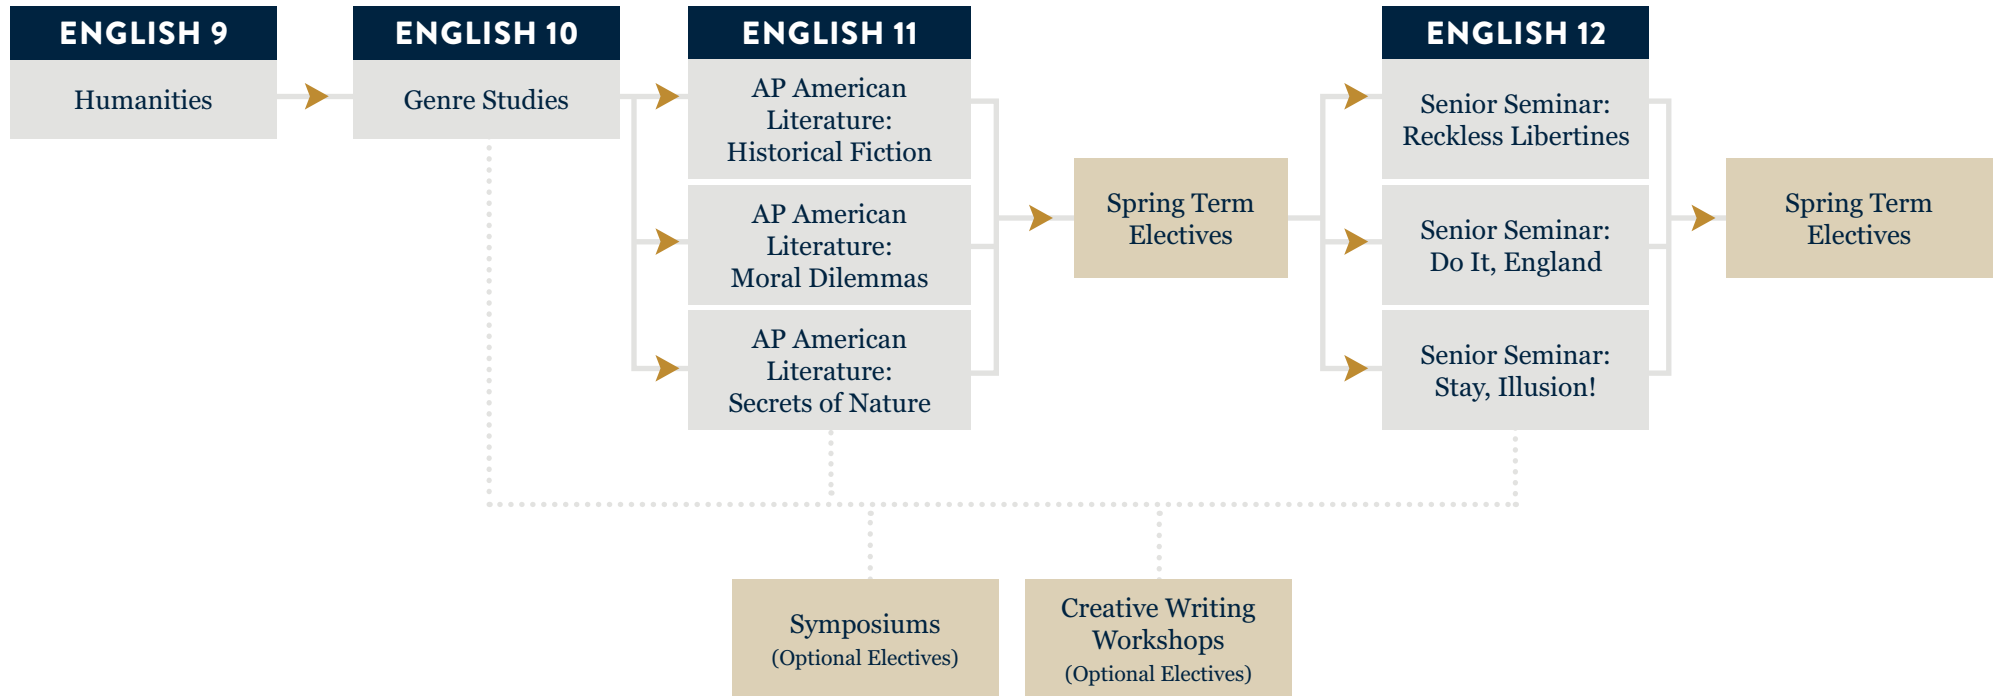 ENGLISH 9
Humanities
ENGLISH 10
Genre Studies
ENGLISH 11
AP American
Literature:
Historical Fiction
AP American
Literature:
Moral Dilemmas
AP American
Literature:
Secrets of Nature
Spring Term
Electives
ENGLISH 12
Senior Seminar:
Reckless Libertines
Senior Seminar:
Do It, England
Senior Seminar:
Stay, Illusion!
Spring Term
Electives
Symposiums
(Optional Electives)
Creative Writing
Workshops
(Optional Electives)